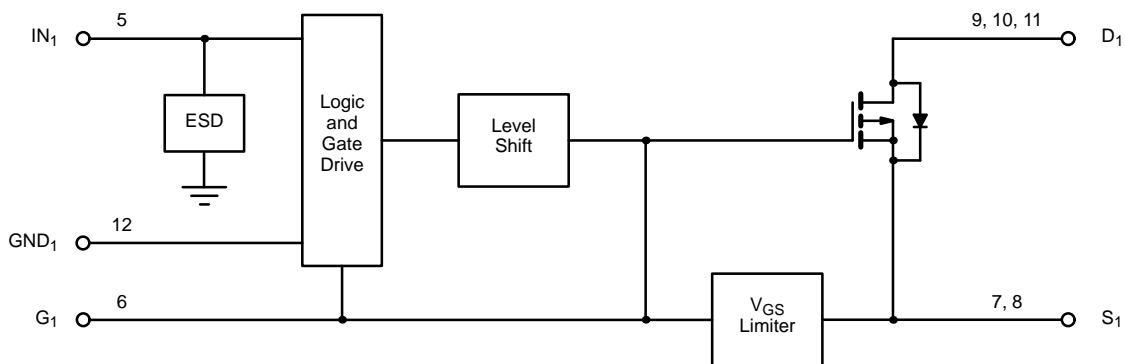 IN₁
5
9, 10, 11
D₁
ESD
Logic
and
Gate
Drive
Level
Shift
GND₁
12
G₁
6
VGS
Limiter
7, 8
S₁